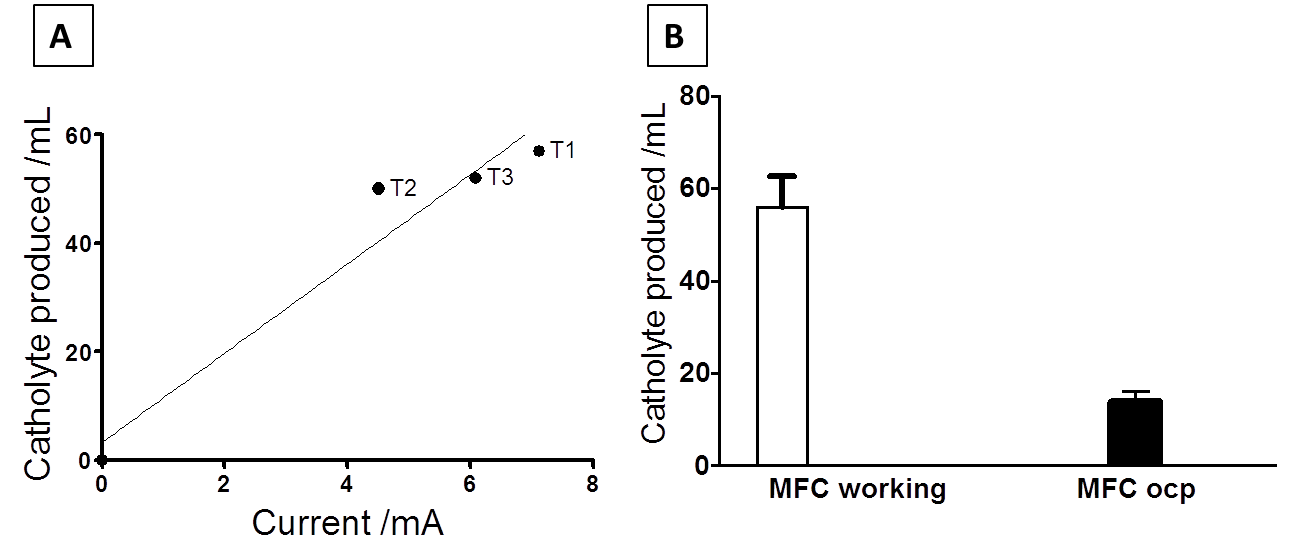 A
Catholyte produced /mL
60
40
20
0
0 2 4 6 8
T2
T3
T1
Current /mA
B
Catholyte produced /mL
80
60
40
20
0
MFC working MFC ocp